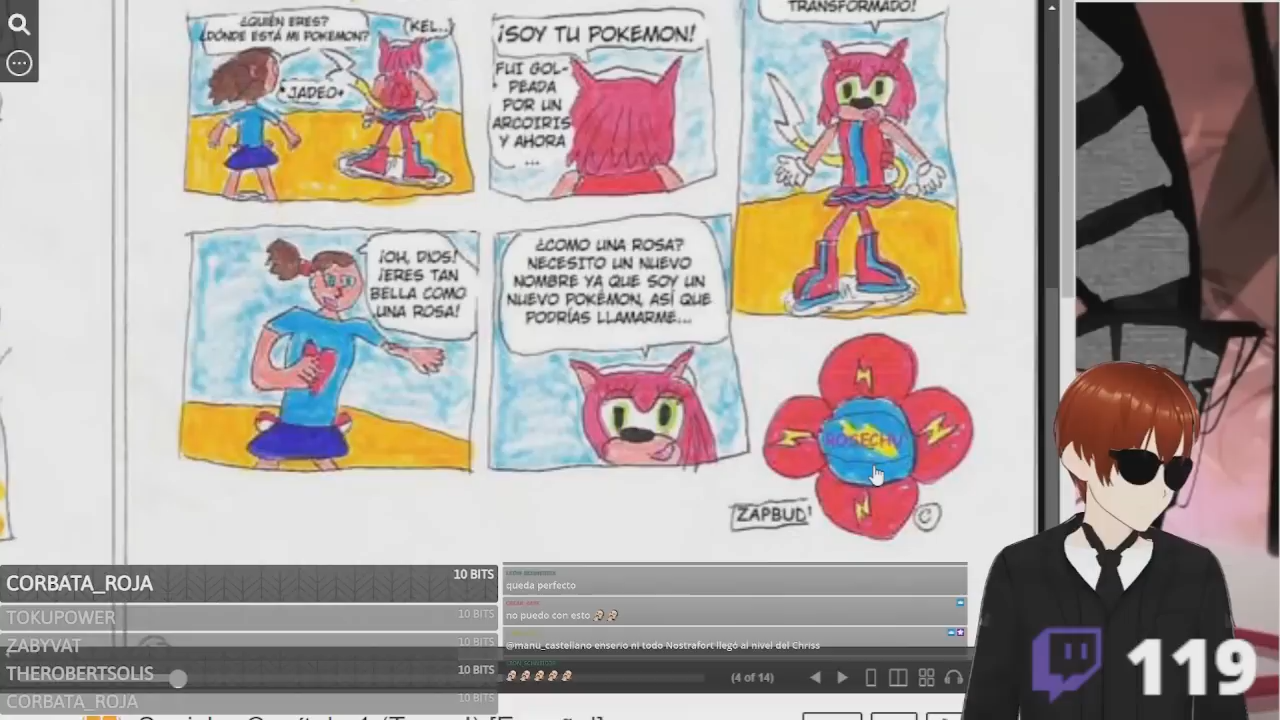 ¿QUIÉN ERES?
¿DÓNDE ESTÁ MI POKEMON?
(KEL...)
*JADEO*
¡SOY TU POKEMON!
FUI GOL-
PEADA
POR UN
ARCOIRIS
Y AHORA
...
TRANSFORMADO!
¡OH, DIOS!
¡ERES TAN
BELLA COMO
UNA ROSA!
¿COMO UNA ROSA?
NECESITO UN NUEVO
NOMBRE YA QUE SOY UN
NUEVO POKÉMON, ASÍ QUE
PODRÍAS LLAMARME...
ROSECHU
ZAPBUD'
©
CORBATA_ROJA 10 BITS
TOKUPOWER 10 BITS
ZABYVAT 10 BITS
THEROBERTSOLIS 10 BITS
CORBATA_ROJA 10 BITS
queda perfecto
no puedo con esto
@manu_castellano enserio ni todo Nostrafort llegó al nivel del Chriss
(4 of 14)
119